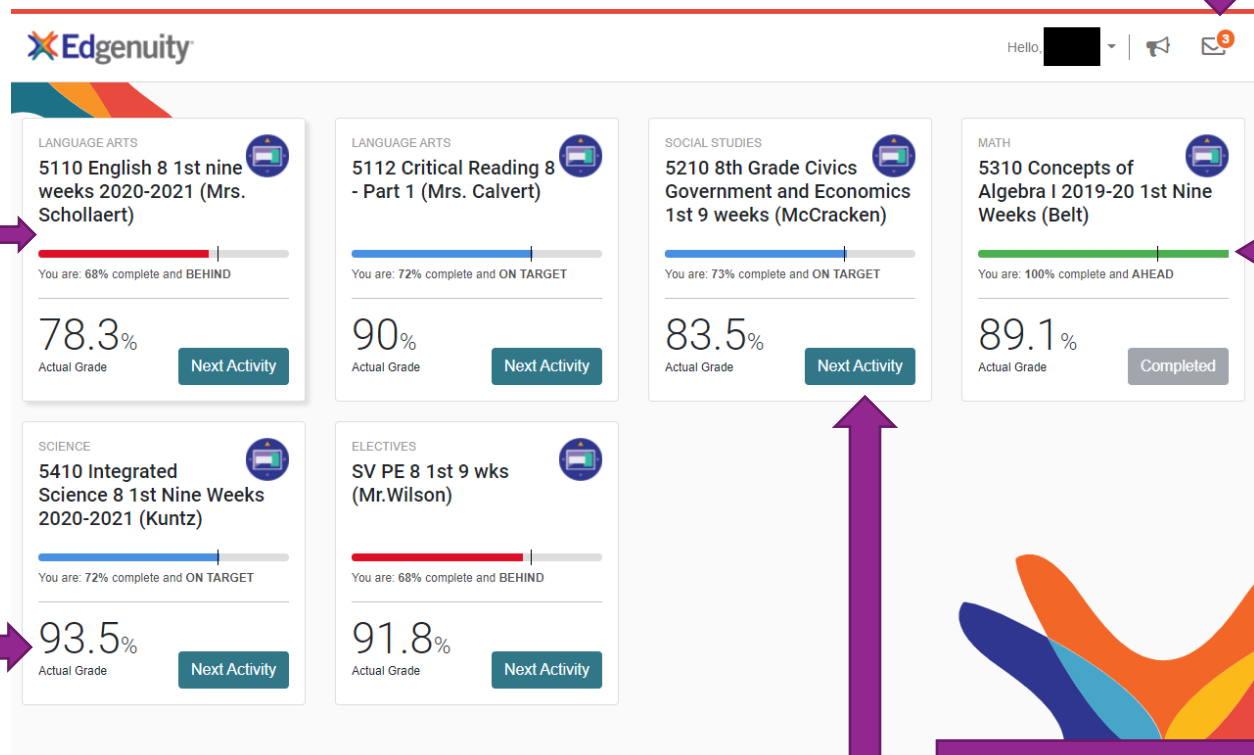 Edgenuity
Hello,
3
LANGUAGE ARTS
5110 English 8 1st nine
weeks 2020-2021 (Mrs.
Schollaert)
You are: 68% complete and BEHIND
78.3%
Actual Grade
Next Activity
LANGUAGE ARTS
5112 Critical Reading 8
- Part 1 (Mrs. Calvert)
You are: 72% complete and ON TARGET
90%
Actual Grade
Next Activity
SOCIAL STUDIES
5210 8th Grade Civics
Government and Economics
1st 9 weeks (McCracken)
You are: 73% complete and ON TARGET
83.5%
Actual Grade
Next Activity
MATH
5310 Concepts of
Algebra I 2019-20 1st Nine
Weeks (Belt)
You are: 100% complete and AHEAD
89.1%
Actual Grade
Completed
SCIENCE
5410 Integrated
Science 8 1st Nine Weeks
2020-2021 (Kuntz)
You are: 72% complete and ON TARGET
93.5%
Actual Grade
Next Activity
ELECTIVES
SV PE 8 1st 9 wks
(Mr.Wilson)
You are: 68% complete and BEHIND
91.8%
Actual Grade
Next Activity